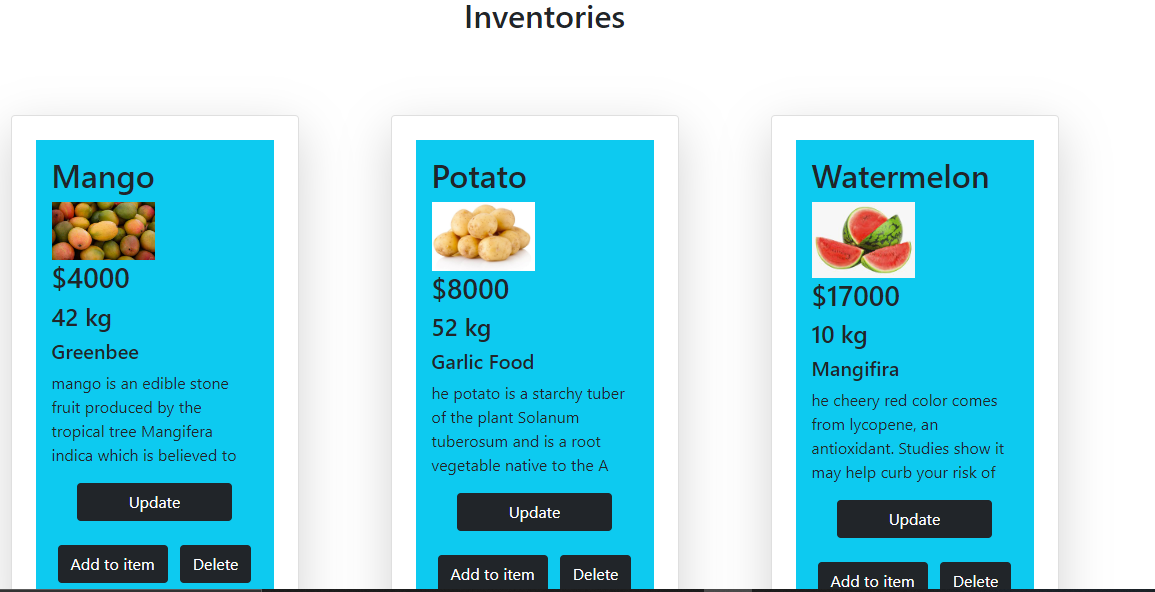 Inventories
Mango
$4000
42 kg
Greenbee
mango is an edible stone
fruit produced by the
tropical tree Mangifera
indica which is believed to
Update
Add to item
Delete
Potato
$8000
52 kg
Garlic Food
he potato is a starchy tuber
of the plant Solanum
tuberosum and is a root
vegetable native to the A
Update
Add to item
Delete
Watermelon
$17000
10 kg
Mangifira
he cheery red color comes
from lycopene, an
antioxidant. Studies show it
may help curb your risk of
Update
Add to item
Delete